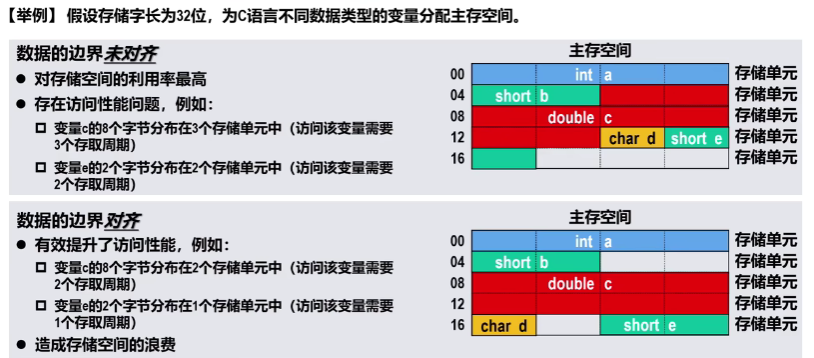 【举例】假设存储字长为32位，为C语言不同数据类型的变量分配主存空间。
数据的边界未对齐
● 对存储空间的利用率最高
● 存在访问性能问题，例如：
□ 变量c的8个字节分布在3个存储单元中（访问该变量需要
3个存取周期）
□ 变量e的2个字节分布在2个存储单元中（访问该变量需要
2个存取周期）
主存空间
00 int a 存储单元
04 short b 存储单元
08 double c 存储单元
12 char d short e 存储单元
16 存储单元
数据的边界对齐
● 有效提升了访问性能，例如：
□ 变量c的8个字节分布在2个存储单元中（访问该变量需要
2个存取周期）
□ 变量e的2个字节分布在1个存储单元中（访问该变量需要
1个存取周期）
● 造成存储空间的浪费
主存空间
00 int a 存储单元
04 short b 存储单元
08 double c 存储单元
12 存储单元
16 char d short e 存储单元